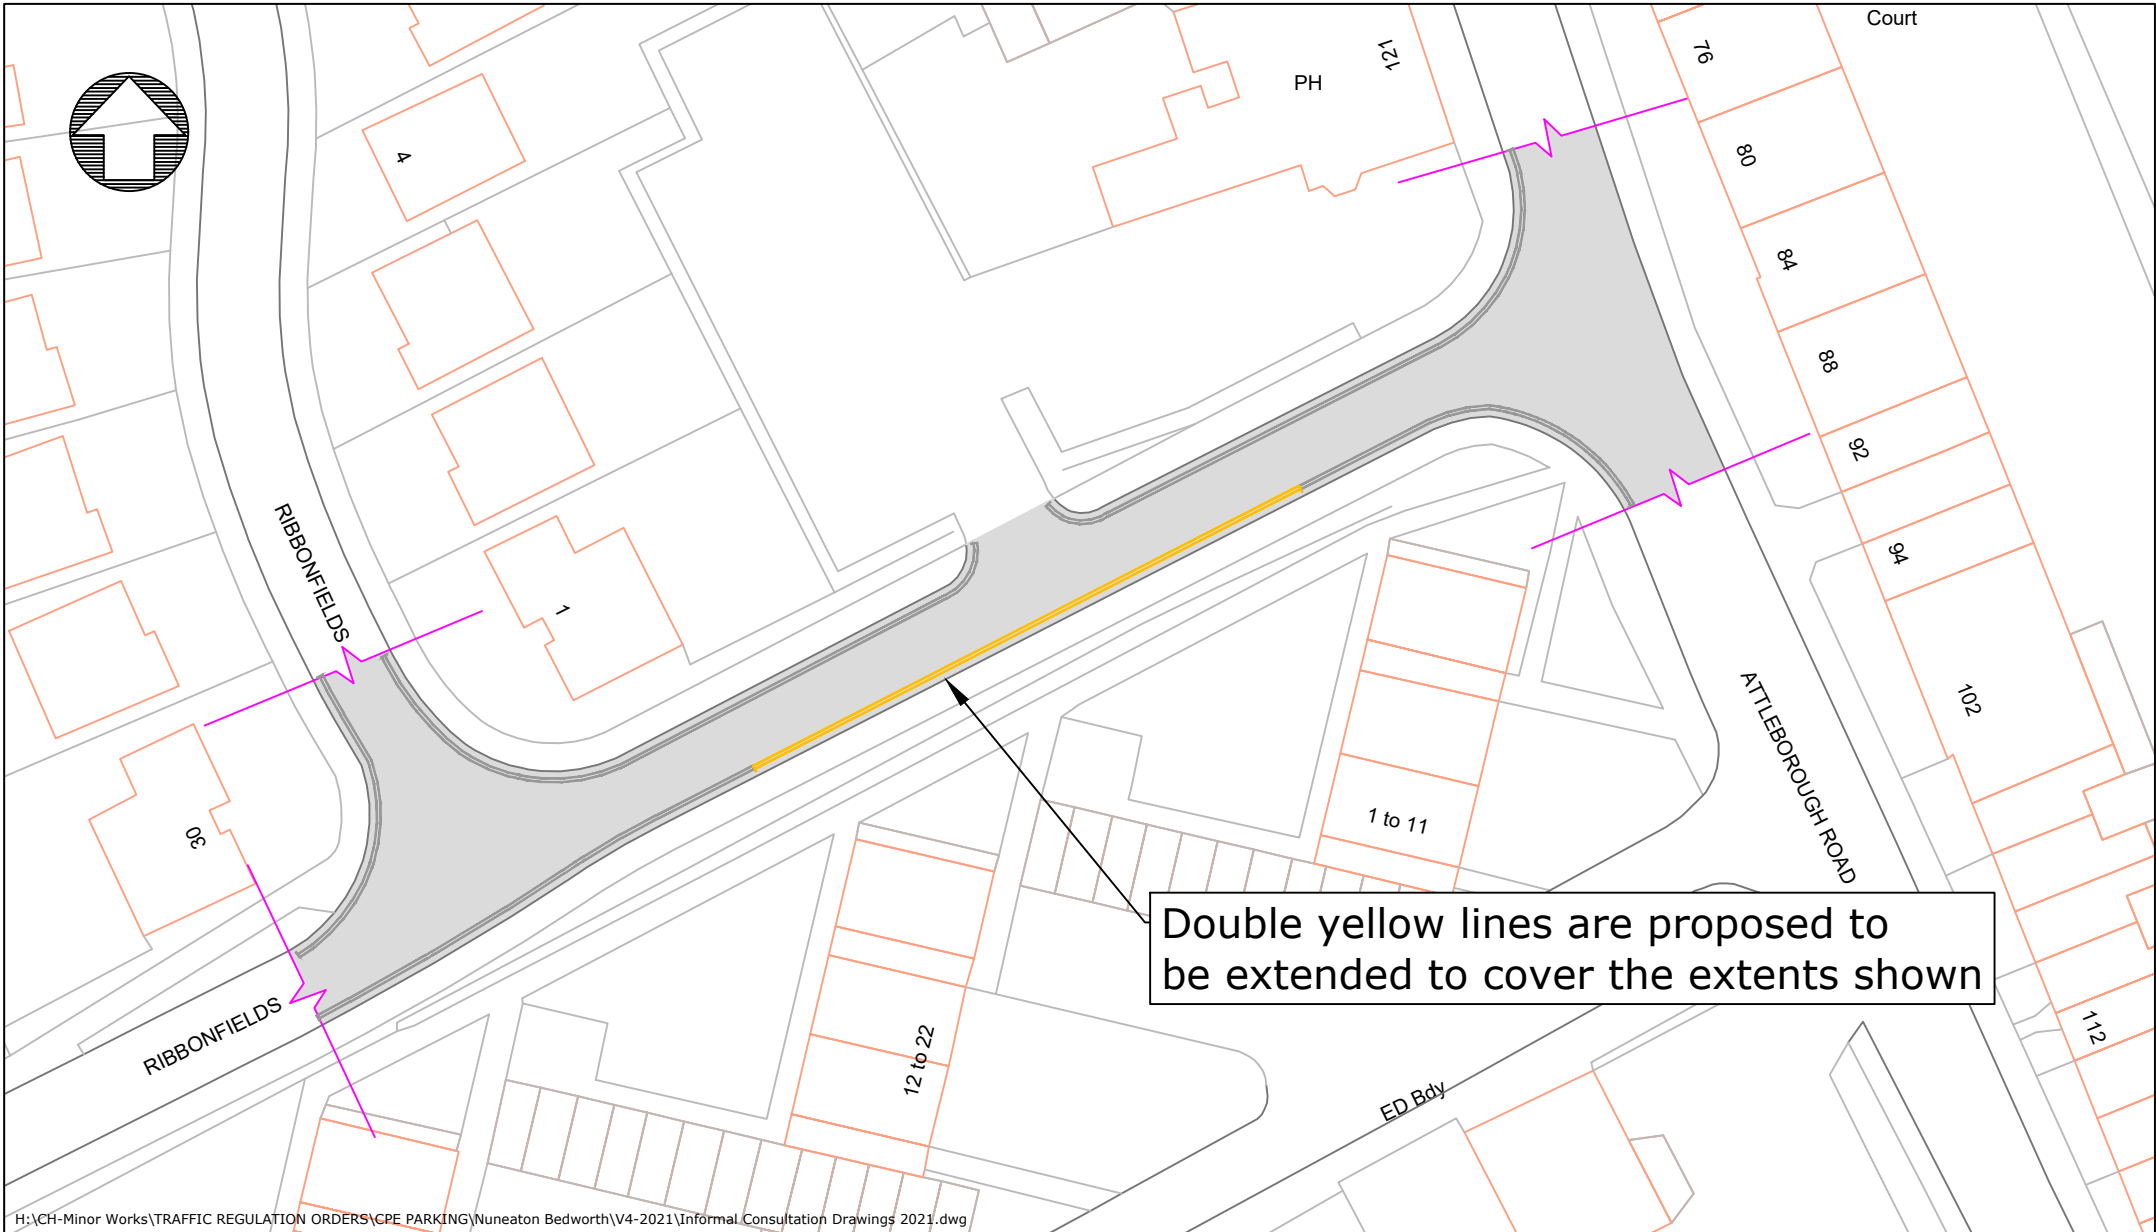 Court
76
121
PH
80
4
84
88
92
RIBBONFIELDS
94
1
102
ATTLEBOROUGH ROAD
1 to 11
30
Double yellow lines are proposed to
be extended to cover the extents shown
RIBBONFIELDS
12 to 22
112
ED Bdy
H:\CH-Minor Works\TRAFFIC REGULATION ORDERS\CPE PARKING\Nuneaton Bedworth\V4-2021\Informal Consultation Drawings 2021.dwg